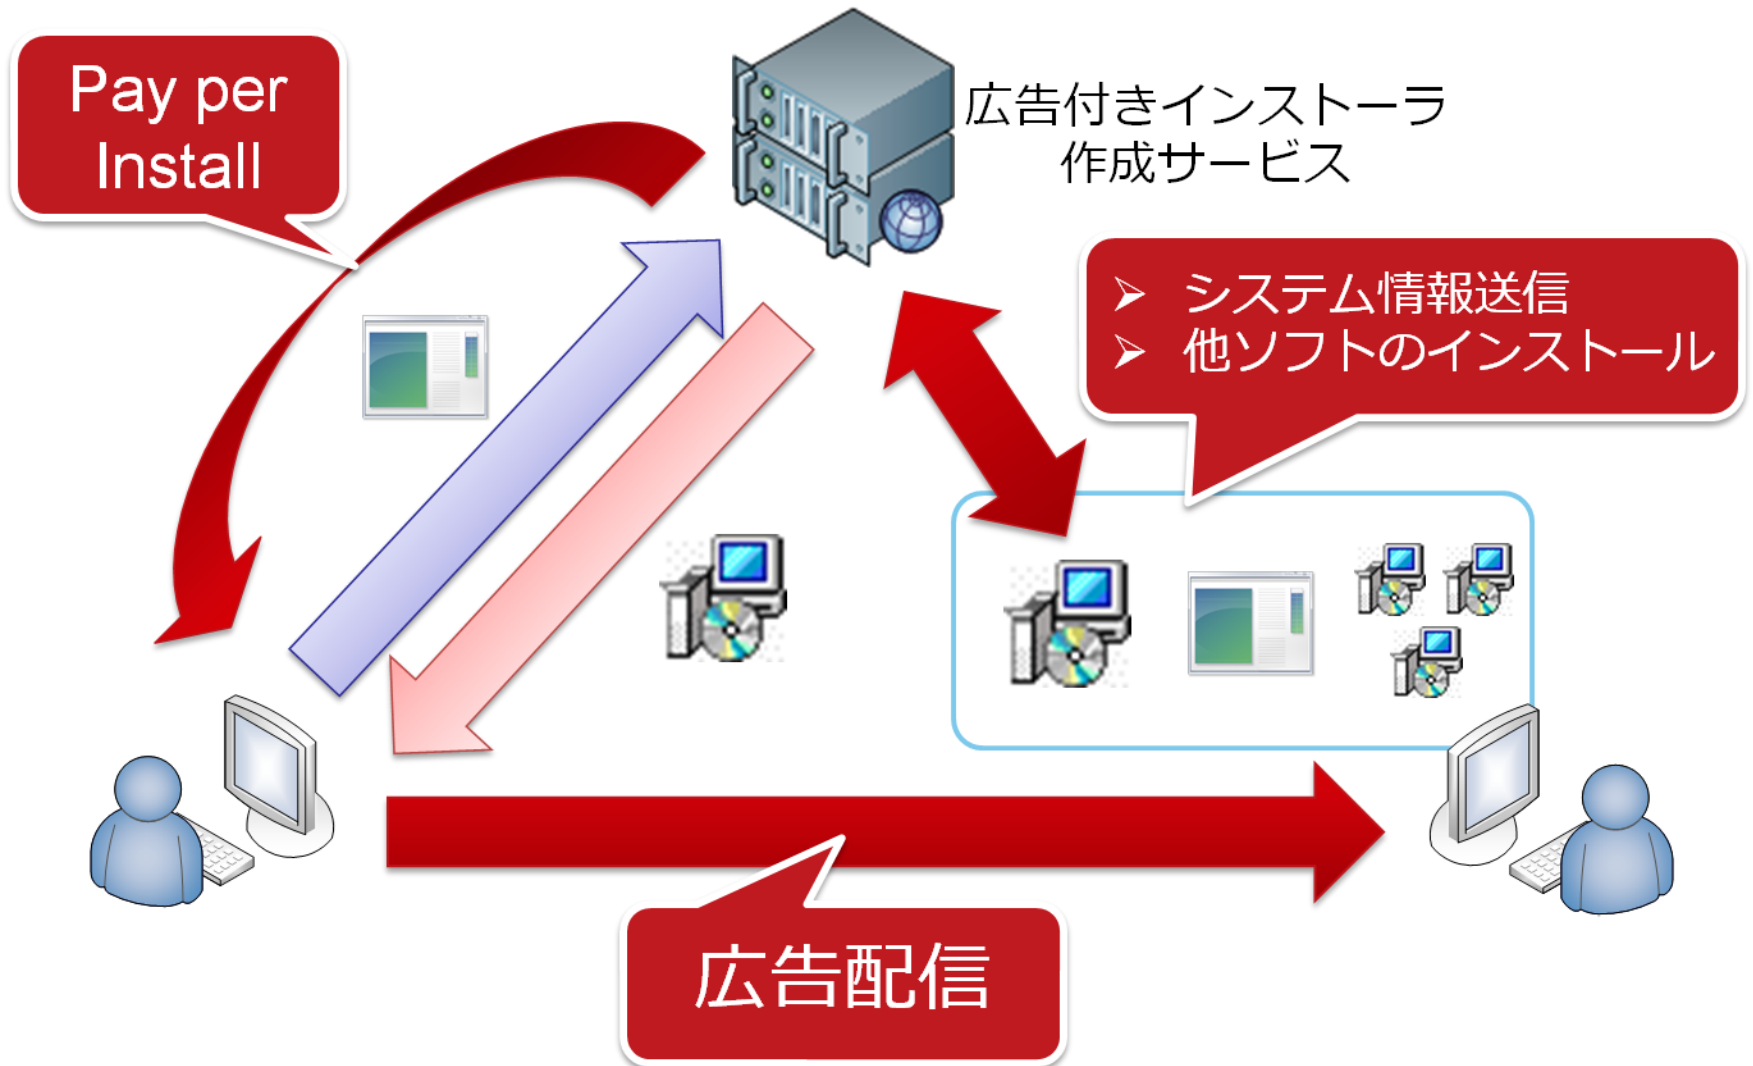 Pay per
Install
広告付きインストーラ
作成サービス
➢ システム情報送信
➢ 他ソフトのインストール
広告配信